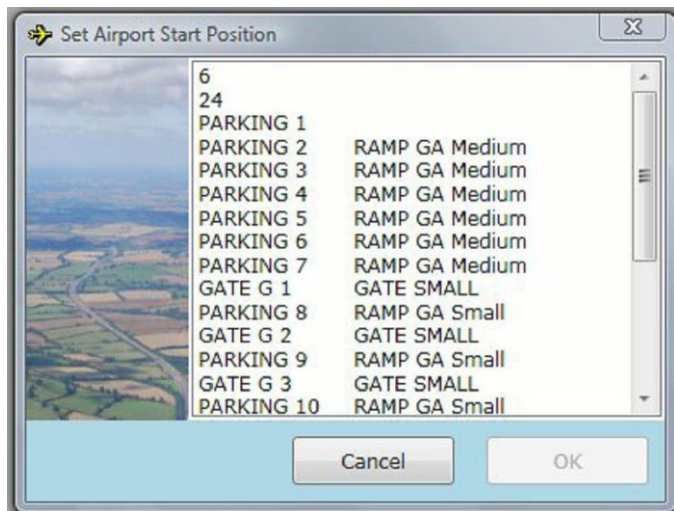 Set Airport Start Position
6
24
PARKING 1
PARKING 2 RAMP GA Medium
PARKING 3 RAMP GA Medium
PARKING 4 RAMP GA Medium
PARKING 5 RAMP GA Medium
PARKING 6 RAMP GA Medium
PARKING 7 RAMP GA Medium
GATE G 1 GATE SMALL
PARKING 8 RAMP GA Small
GATE G 2 GATE SMALL
PARKING 9 RAMP GA Small
GATE G 3 GATE SMALL
PARKING 10 RAMP GA Small
Cancel OK